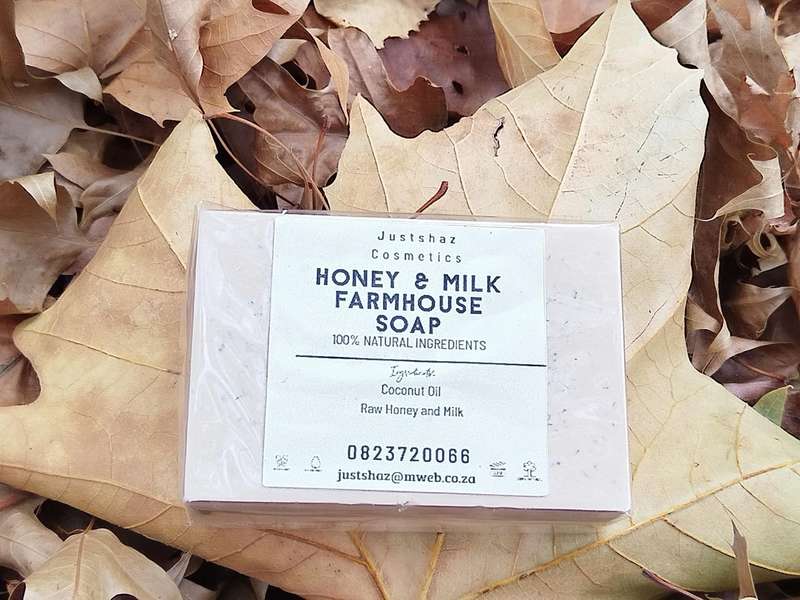 Justshaz
Cosmetics
HONEY & MILK
FARMHOUSE
SOAP
100% NATURAL INGREDIENTS
Ingredients:
Coconut Oil
Raw Honey and Milk
0823720066
justshaz@mweb.co.za